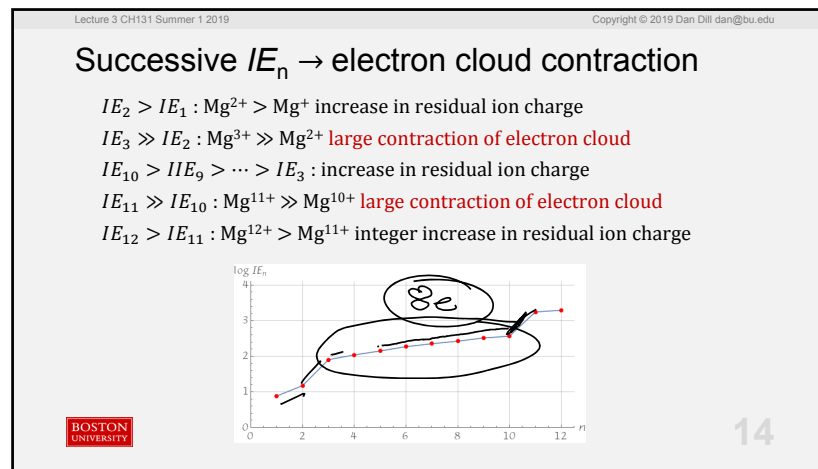 Lecture 3 CH131 Summer 1 2019
Copyright © 2019 Dan Dill dan@bu.edu
Successive IEₙ → electron cloud contraction
IE₂ > IE₁ : Mg²⁺ > Mg⁺ increase in residual ion charge
IE₃ ≫ IE₂ : Mg³⁺ ≫ Mg²⁺ large contraction of electron cloud
IE₁₀ > IIE₉ > ⋯ > IE₃ : increase in residual ion charge
IE₁₁ ≫ IE₁₀ : Mg¹¹⁺ ≫ Mg¹⁰⁺ large contraction of electron cloud
IE₁₂ > IE₁₁ : Mg¹²⁺ > Mg¹¹⁺ integer increase in residual ion charge
log IEₙ
4
8e
3
2
1
0
0 2 4 6 8 10 12 n
BOSTON
UNIVERSITY
14